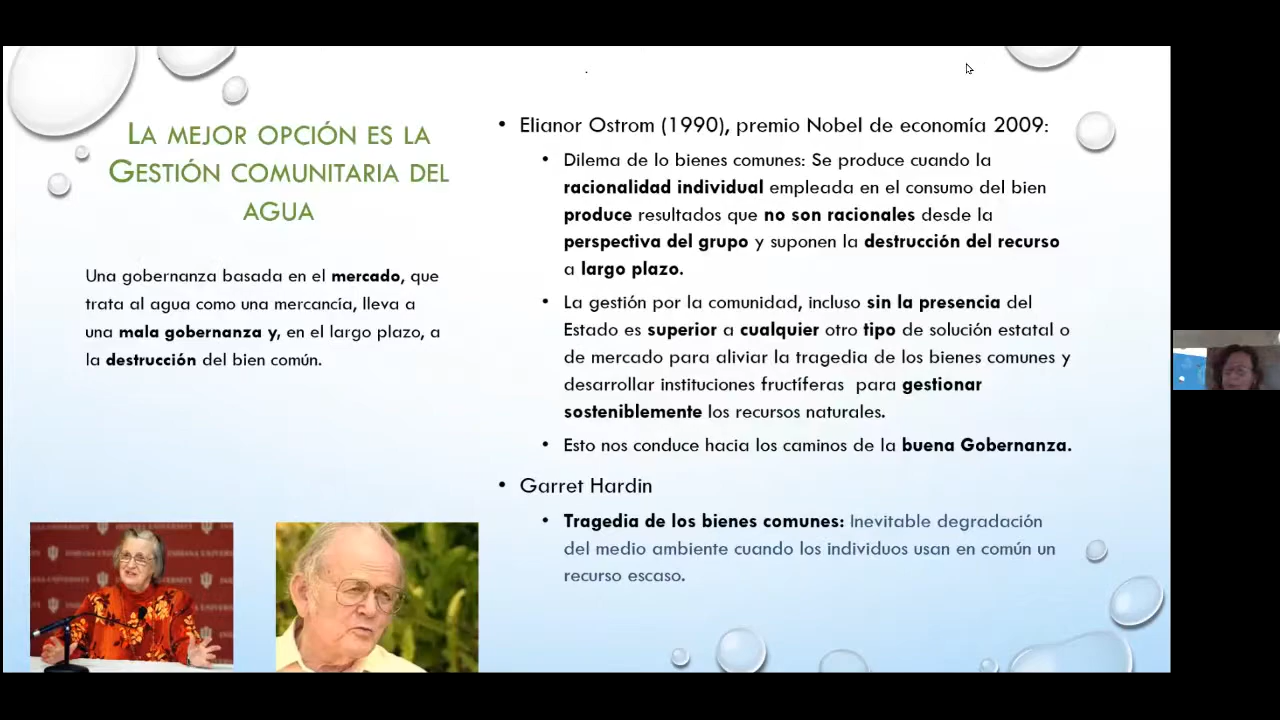 LA MEJOR OPCIÓN ES LA
GESTIÓN COMUNITARIA DEL
AGUA
Una gobernanza basada en el mercado, que
trata al agua como una mercancía, lleva a
una mala gobernanza y, en el largo plazo, a
la destrucción del bien común.
• Elianor Ostrom (1990), premio Nobel de economía 2009:
• Dilema de lo bienes comunes: Se produce cuando la
racionalidad individual empleada en el consumo del bien
produce resultados que no son racionales desde la
perspectiva del grupo y suponen la destrucción del recurso
a largo plazo.
• La gestión por la comunidad, incluso sin la presencia del
Estado es superior a cualquier otro tipo de solución estatal o
de mercado para aliviar la tragedia de los bienes comunes y
desarrollar instituciones fructíferas para gestionar
sosteniblemente los recursos naturales.
• Esto nos conduce hacia los caminos de la buena Gobernanza.
• Garret Hardin
• Tragedia de los bienes comunes: Inevitable degradación
del medio ambiente cuando los individuos usan en común un
recurso escaso.